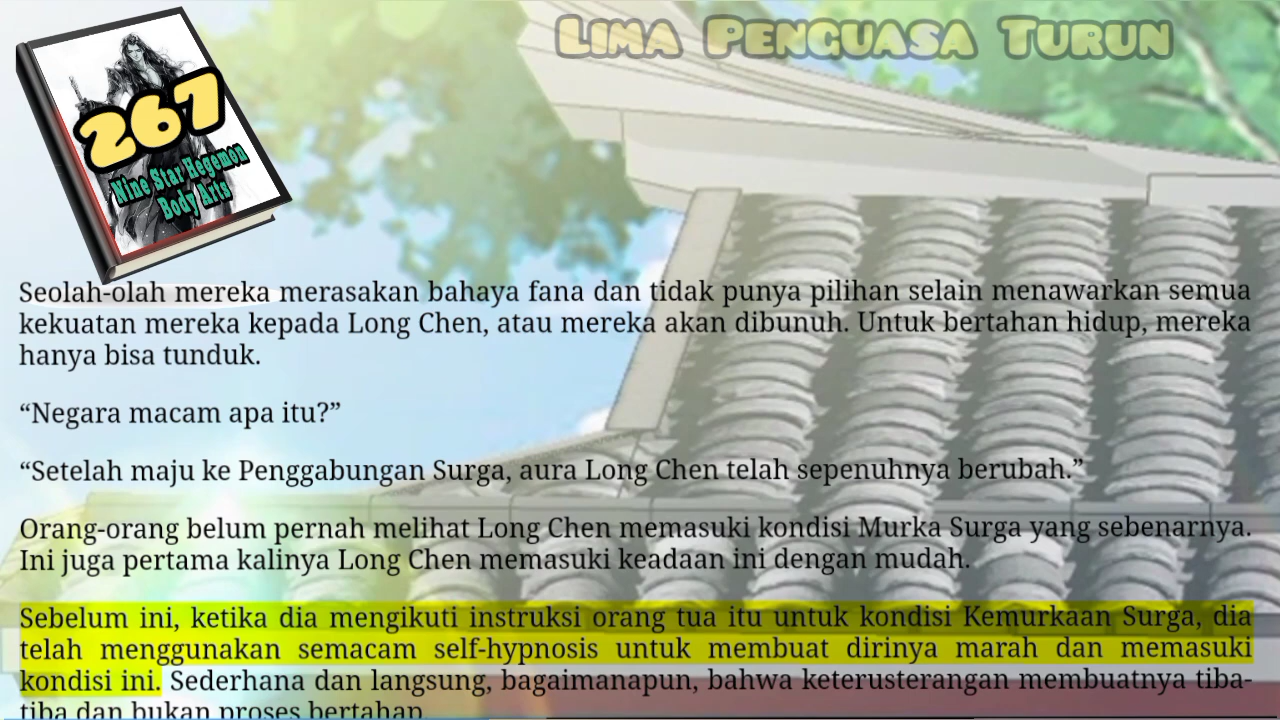 Lima Penguasa Turun
267
Nine Star Hegemon
Body Arts
Seolah-olah mereka merasakan bahaya fana dan tidak punya pilihan selain menawarkan semua
kekuatan mereka kepada Long Chen, atau mereka akan dibunuh. Untuk bertahan hidup, mereka
hanya bisa tunduk.
“Negara macam apa itu?”
“Setelah maju ke Penggabungan Surga, aura Long Chen telah sepenuhnya berubah.”
Orang-orang belum pernah melihat Long Chen memasuki kondisi Murka Surga yang sebenarnya.
Ini juga pertama kalinya Long Chen memasuki keadaan ini dengan mudah.
Sebelum ini, ketika dia mengikuti instruksi orang tua itu untuk kondisi Kemurkaan Surga, dia
telah menggunakan semacam self-hypnosis untuk membuat dirinya marah dan memasuki
kondisi ini. Sederhana dan langsung, bagaimanapun, bahwa keterusterangan membuatnya tiba-
tiba dan bukan proses bertahap.